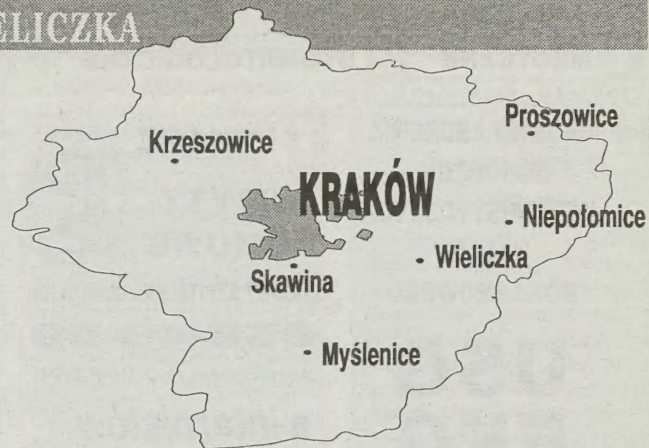 ELICZKA
Proszowice
Krzeszowice
KRAKÓW
Niepołomice
Wieliczka
Skawina
Myślenice